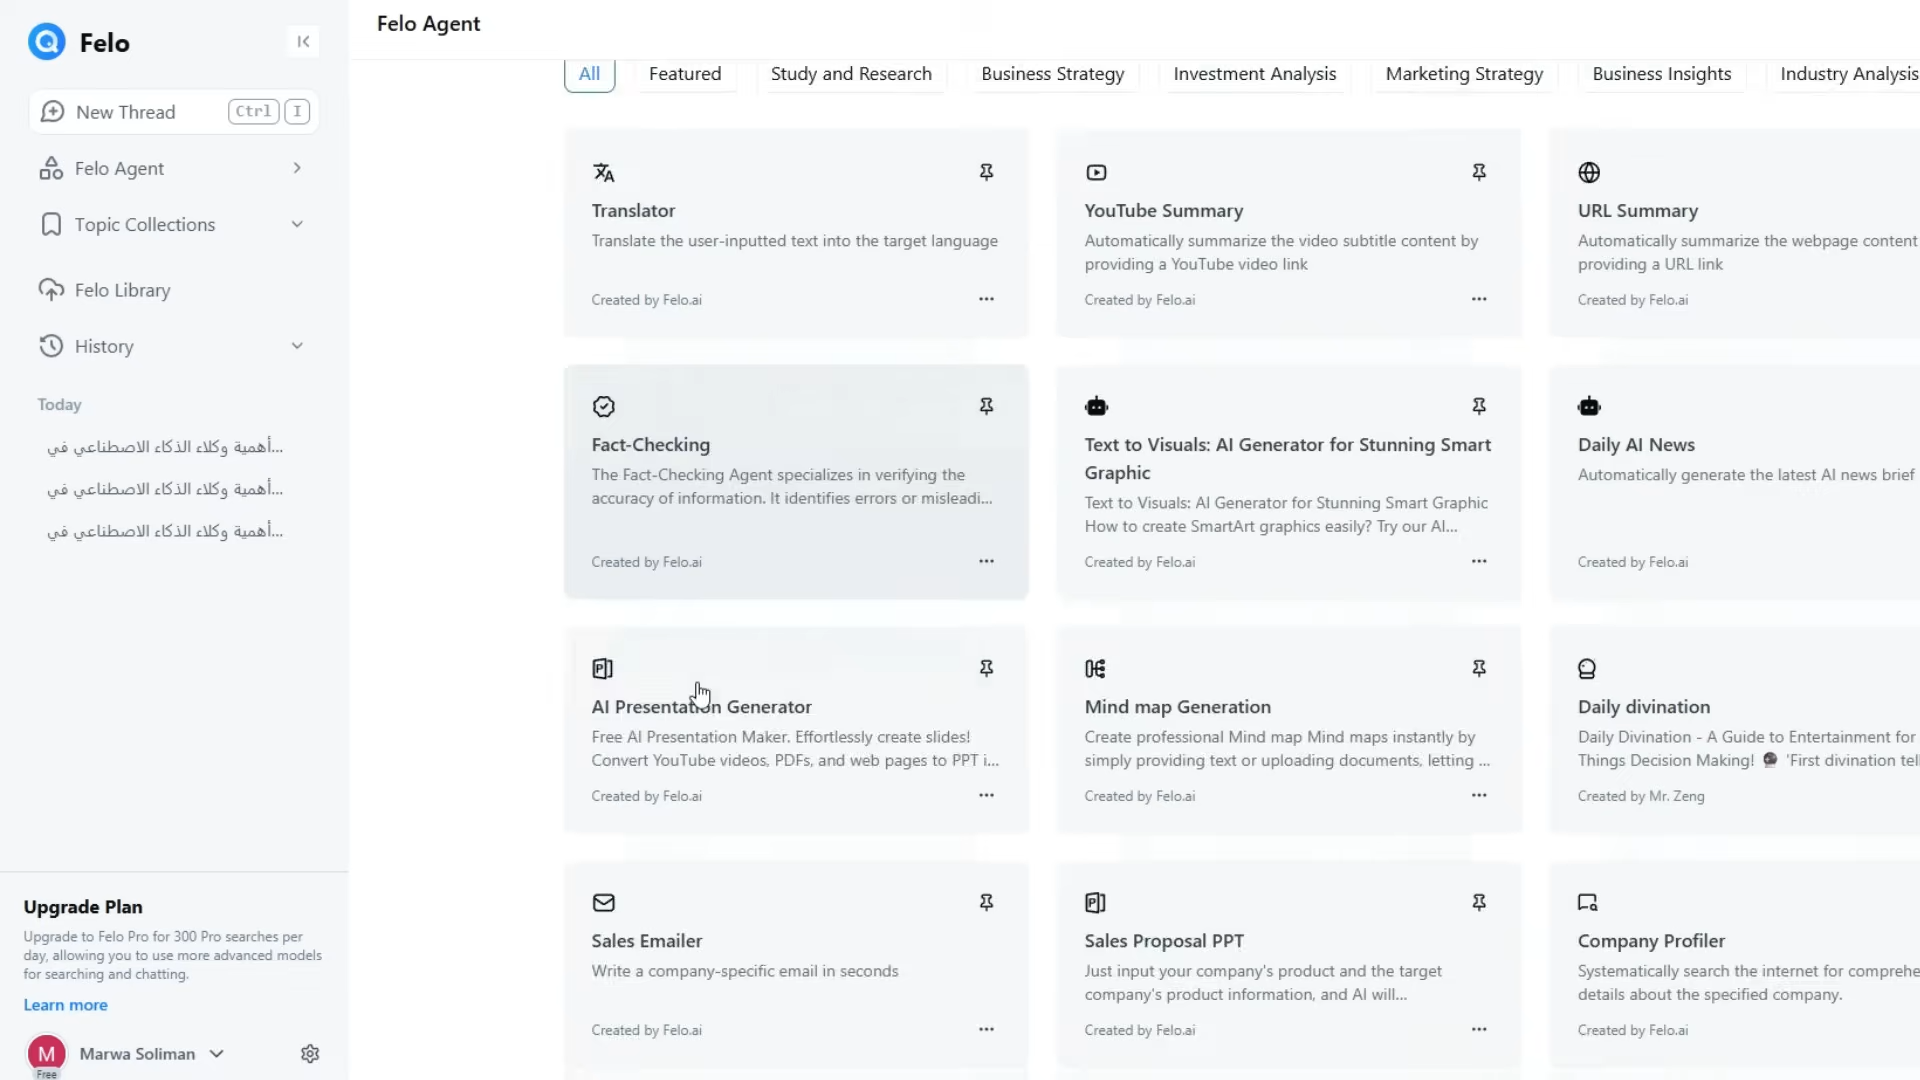 Felo
New Thread
Ctrl I
Felo Agent
Topic Collections
Felo Library
History
Today
أهمية وكلاء الذكاء الاصطناعي في...
أهمية وكلاء الذكاء الاصطناعي في...
أهمية وكلاء الذكاء الاصطناعي في...
Upgrade Plan
Upgrade to Felo Pro for 300 Pro searches per
day, allowing you to use more advanced models
for searching and chatting.
Learn more
M
Free
Marwa Soliman
Felo Agent
All Featured Study and Research Business Strategy Investment Analysis Marketing Strategy Business Insights Industry Analysis
Translator
Translate the user-inputted text into the target language
Created by Felo.ai
YouTube Summary
Automatically summarize the video subtitle content by
providing a YouTube video link
Created by Felo.ai
URL Summary
Automatically summarize the webpage content
providing a URL link
Created by Felo.ai
Fact-Checking
The Fact-Checking Agent specializes in verifying the
accuracy of information. It identifies errors or misleadi...
Created by Felo.ai
Text to Visuals: AI Generator for Stunning Smart
Graphic
Text to Visuals: AI Generator for Stunning Smart Graphic
How to create SmartArt graphics easily? Try our AI...
Created by Felo.ai
Daily AI News
Automatically generate the latest AI news brief
Created by Felo.ai
AI Presentation Generator
Free AI Presentation Maker. Effortlessly create slides!
Convert YouTube videos, PDFs, and web pages to PPT i...
Created by Felo.ai
Mind map Generation
Create professional Mind map Mind maps instantly by
simply providing text or uploading documents, letting ...
Created by Felo.ai
Daily divination
Daily Divination - A Guide to Entertainment for
Things Decision Making! 'First divination tel
Created by Mr. Zeng
Sales Emailer
Write a company-specific email in seconds
Created by Felo.ai
Sales Proposal PPT
Just input your company's product and the target
company's product information, and AI will...
Created by Felo.ai
Company Profiler
Systematically search the internet for comprehe
details about the specified company.
Created by Felo.ai